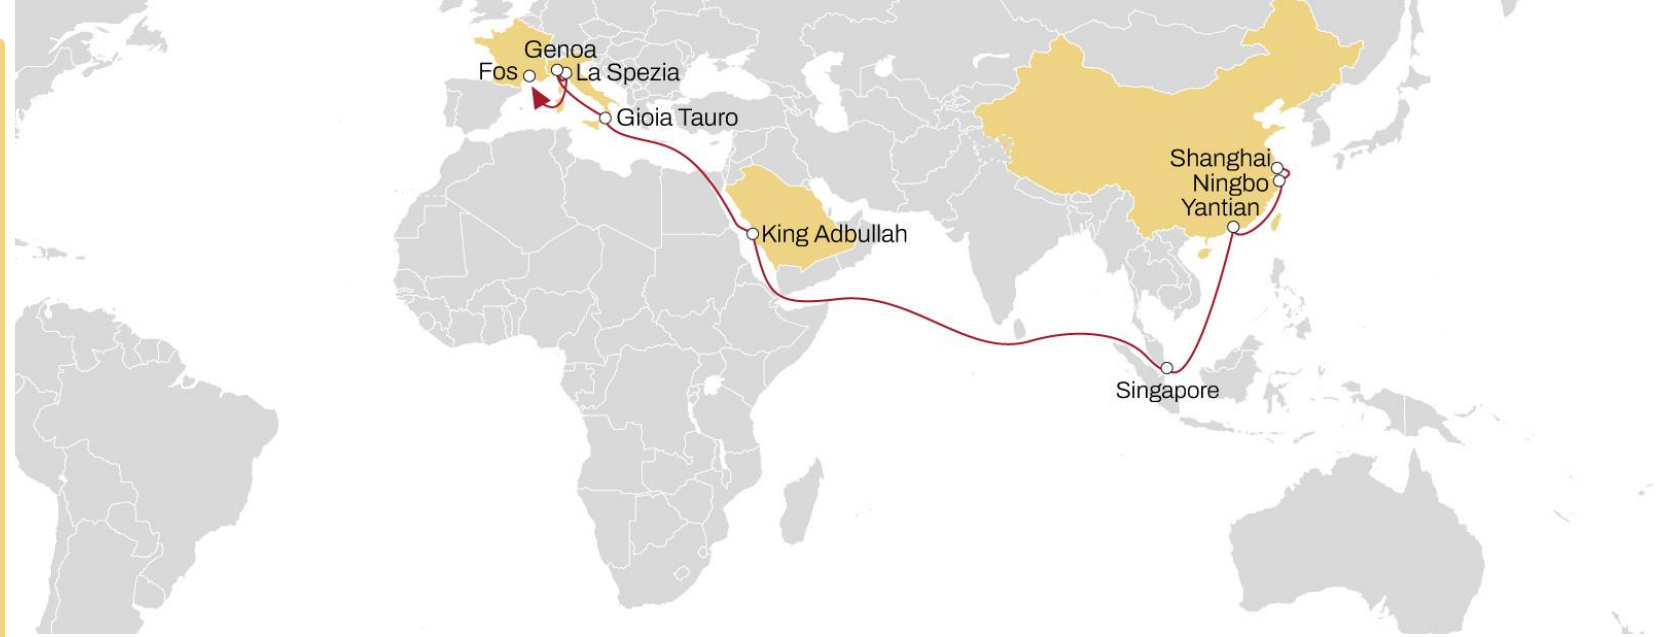 Genoa
Fos
La Spezia
Gioia Tauro
Shanghai
Ningbo
Yantian
King Adbullah
Singapore